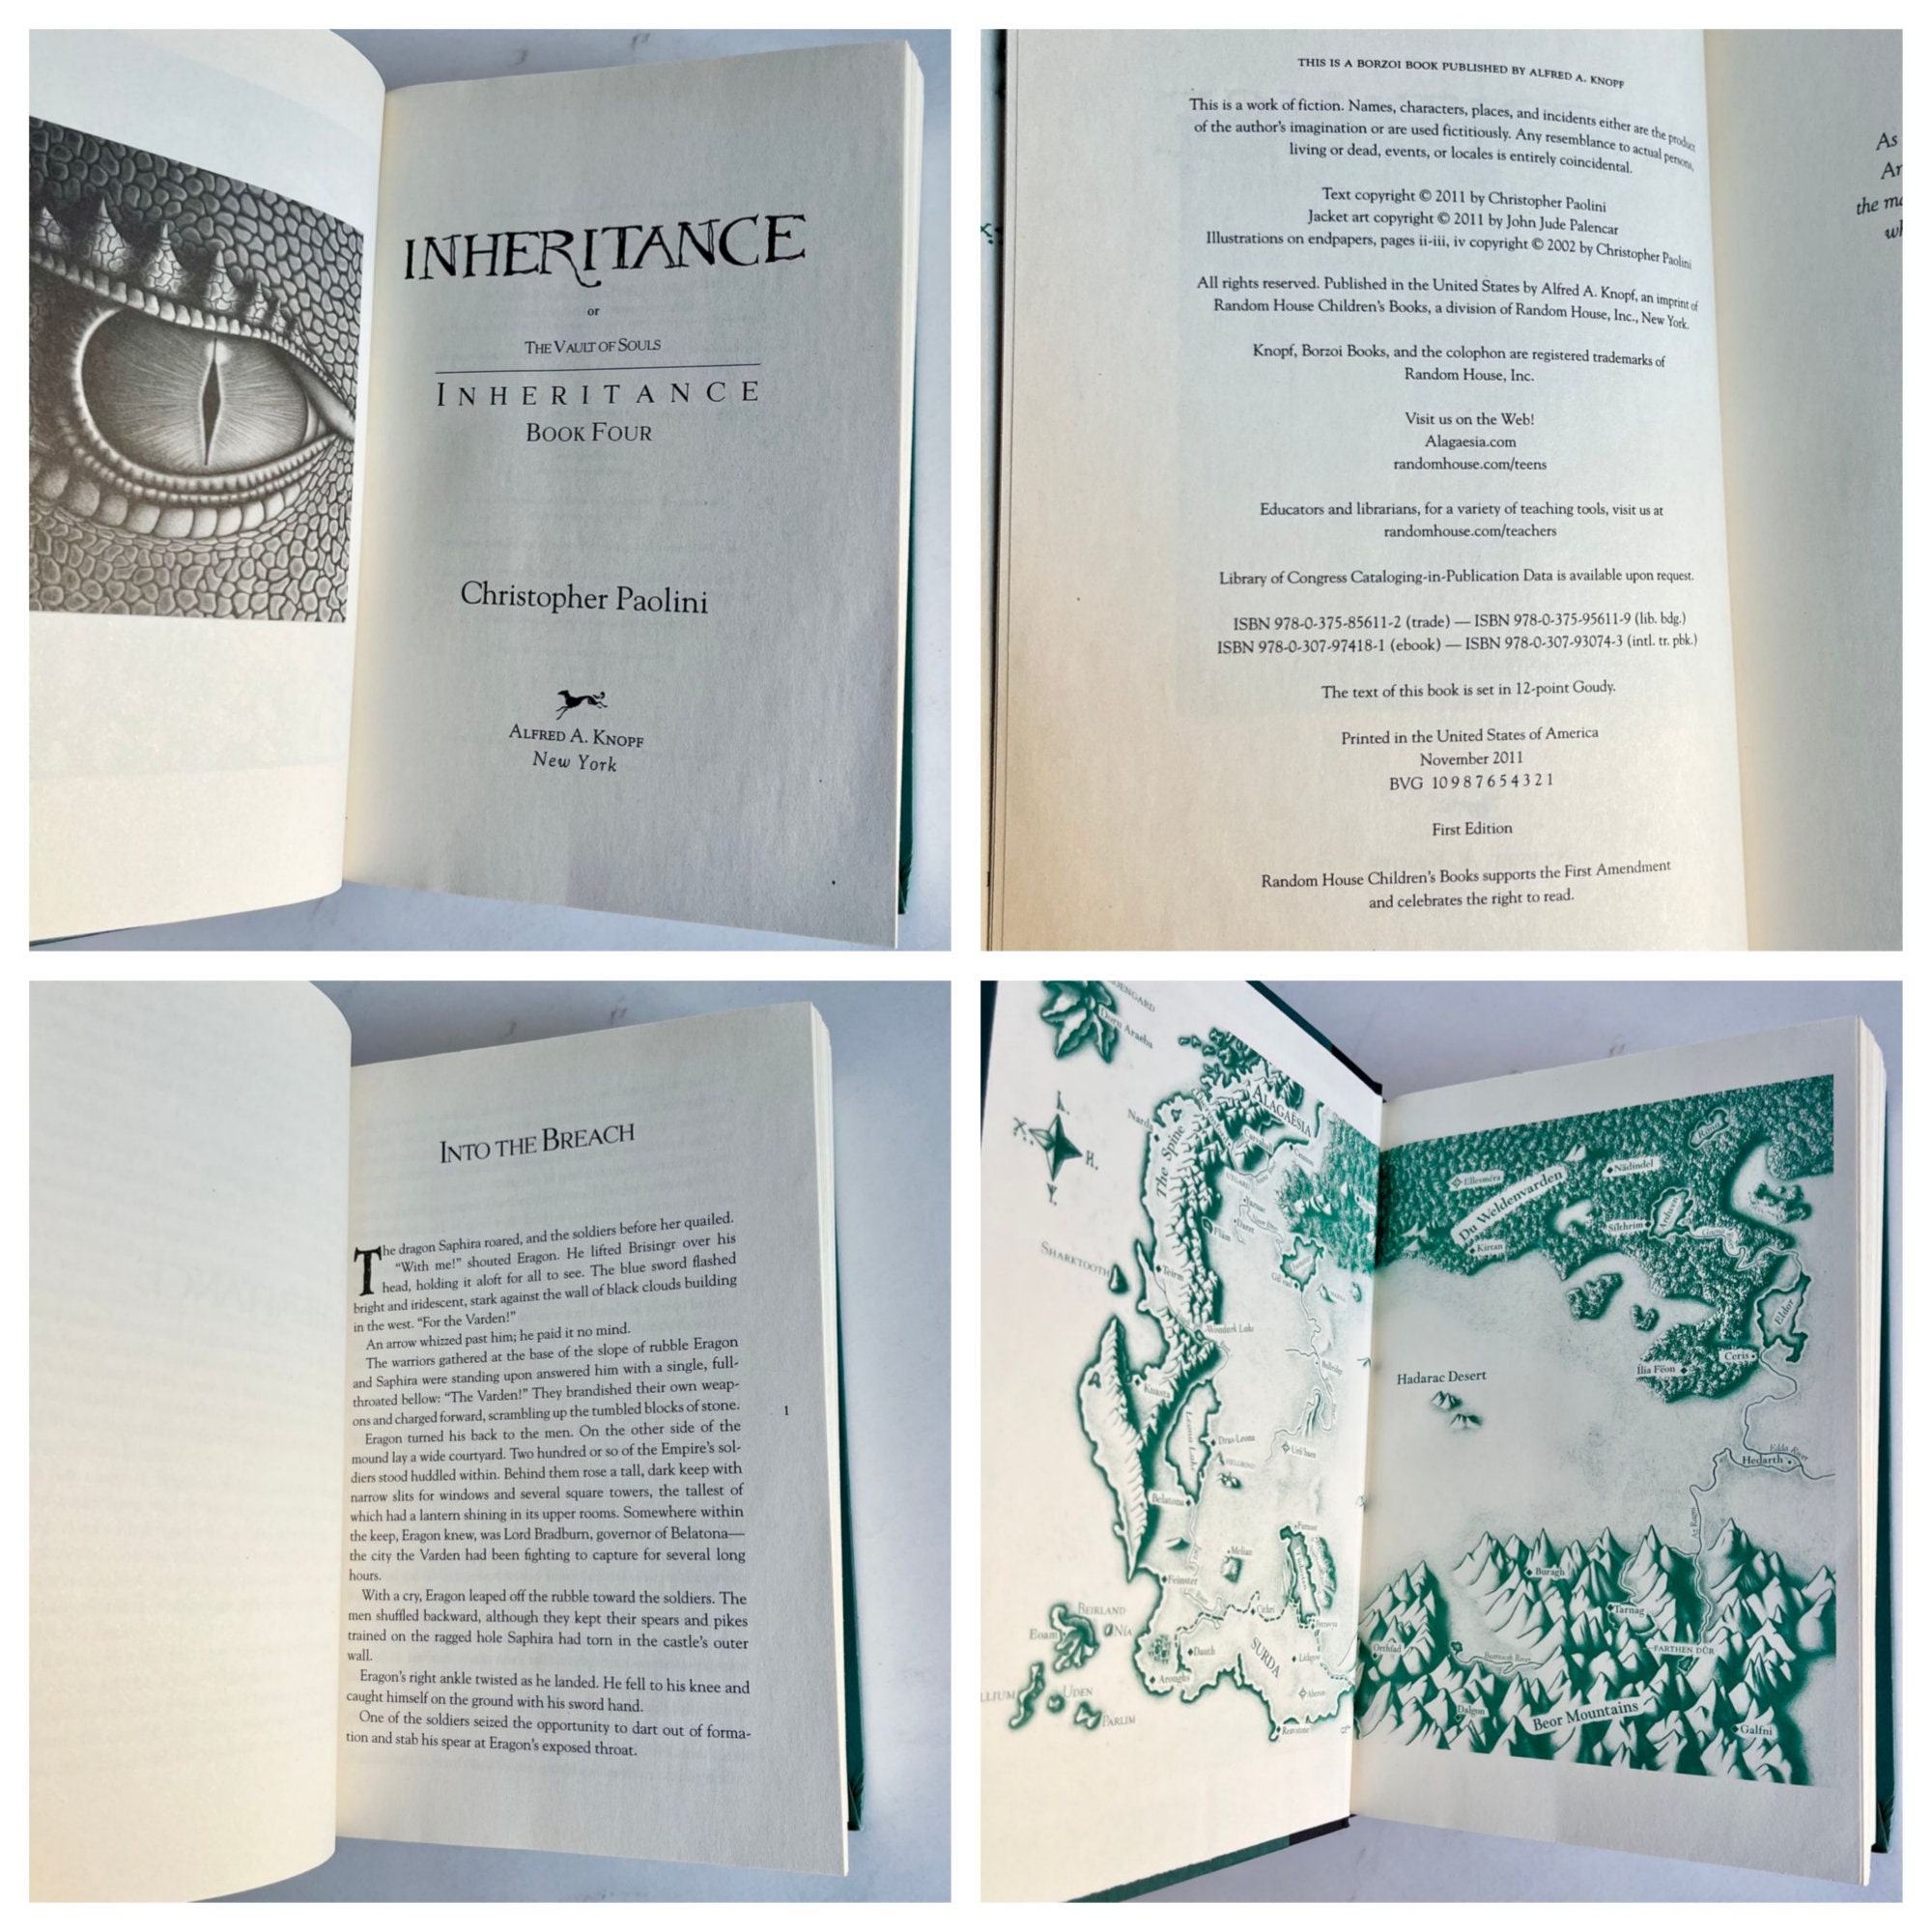 INHERITANCE
or
THE VAULT OF SOULS
INHERITANCE
BOOK FOUR
Christopher Paolini
ALFRED A. KNOPF
New York
THIS IS A BORZOI BOOK PUBLISHED BY ALFRED A. KNOPF
This is a work of fiction. Names, characters, places, and incidents either are the product
of the author's imagination or are used fictitiously. Any resemblance to actual persons,
living or dead, events, or locales is entirely coincidental.
Text copyright © 2011 by Christopher Paolini
Jacket art copyright © 2011 by John Jude Palencar
Illustrations on endpapers, pages ii-iii, iv copyright © 2002 by Christopher Paolini
All rights reserved. Published in the United States by Alfred A. Knopf, an imprint of
Random House Children's Books, a division of Random House, Inc., New York.
Knopf, Borzoi Books, and the colophon are registered trademarks of
Random House, Inc.
Visit us on the Web!
Alagaesia.com
randomhouse.com/teens
Educators and librarians, for a variety of teaching tools, visit us at
randomhouse.com/teachers
Library of Congress Cataloging-in-Publication Data is available upon request.
ISBN 978-0-375-85611-2 (trade) — ISBN 978-0-375-95611-9 (lib. bdg.)
ISBN 978-0-307-97418-1 (ebook) — ISBN 978-0-307-93074-3 (intl. tr. pbk.)
The text of this book is set in 12-point Goudy.
Printed in the United States of America
November 2011
BVG 10 9 8 7 6 5 4 3 2 1
First Edition
Random House Children's Books supports the First Amendment
and celebrates the right to read.
As
the
INTO THE BREACH
The dragon Saphira roared, and the soldiers before her quailed.
"With me!" shouted Eragon. He lifted Brisingr over his
head, holding it aloft for all to see. The blue sword flashed
bright and iridescent, stark against the wall of black clouds building
in the west. "For the Varden!"
An arrow whizzed past him; he paid it no mind.
The warriors gathered at the base of the slope of rubble Eragon
and Saphira were standing upon answered him with a single, full-
throated bellow: "The Varden!" They brandished their own weap-
ons and charged forward, scrambling up the tumbled blocks of stone.
Eragon turned his back to the men. On the other side of the
mound lay a wide courtyard. Two hundred or so of the Empire's sol-
diers stood huddled within. Behind them rose a tall, dark keep with
narrow slits for windows and several square towers, the tallest of
which had a lantern shining in its upper rooms. Somewhere within
the keep, Eragon knew, was Lord Bradburn, governor of Belatona—
the city the Varden had been fighting to capture for several long
hours.
With a cry, Eragon leaped off the rubble toward the soldiers. The
men shuffled backward, although they kept their spears and pikes
trained on the ragged hole Saphira had torn in the castle's outer
wall.
Eragon's right ankle twisted as he landed. He fell to his knee and
caught himself on the ground with his sword hand.
One of the soldiers seized the opportunity to dart out of forma-
tion and stab his spear at Eragon's exposed throat.
1
Doru Araeba
ALAGAËSIA
Narda
The Spine
SHARKTOOTH
Teirm
Woadark Lake
Kuasta
Dras-Leona
Urû'baen
Belatona
Melian
Feinster
Furnost
Cithrí
BEIRLAND
Eoam
NÍA
UDEN
PARLIM
Dauth
Aroughs
SURDA
Lithgow
Aberon
Reavstone
Du Weldenvarden
Ellesméra
Nädindel
Kirtan
Sílthrim
Ardwen
Eldor
Ceris
Ilia Fëon
Hadarac Desert
Edda River
Hedarth
Az Ragni
Buragh
Tarnag
FARTHEN DÛR
Orthíad
Dalgon
Beor Mountains
Galfni